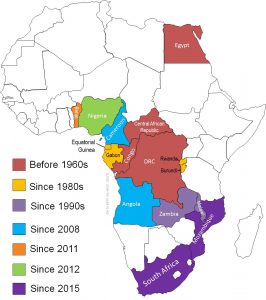 Egypt
Nigeria
Cameroon
Central African
Republic
Equatorial
Guinea
Gabon
Congo
DRC
Rwanda
Burundi
Angola
Zambia
Mozambique
South Africa
Before 1960s
Since 1980s
Since 1990s
Since 2008
Since 2011
Since 2012
Since 2015